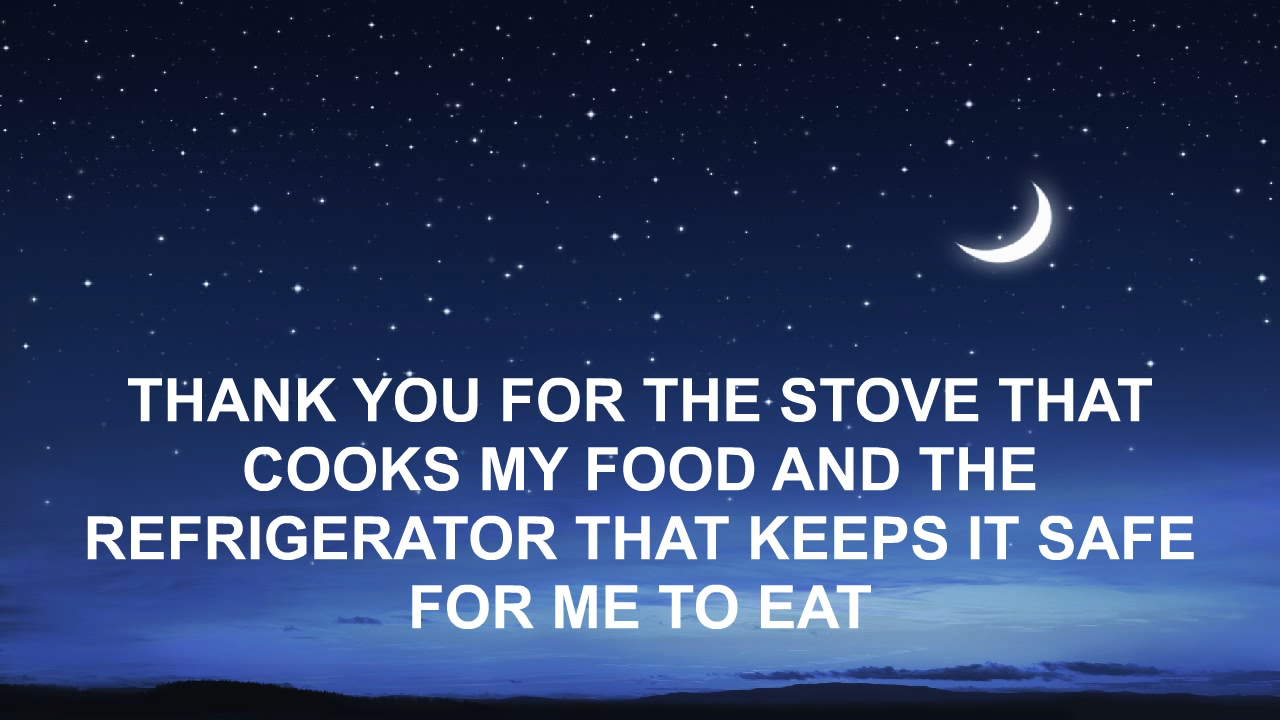 THANK YOU FOR THE STOVE THAT
COOKS MY FOOD AND THE
REFRIGERATOR THAT KEEPS IT SAFE
FOR ME TO EAT